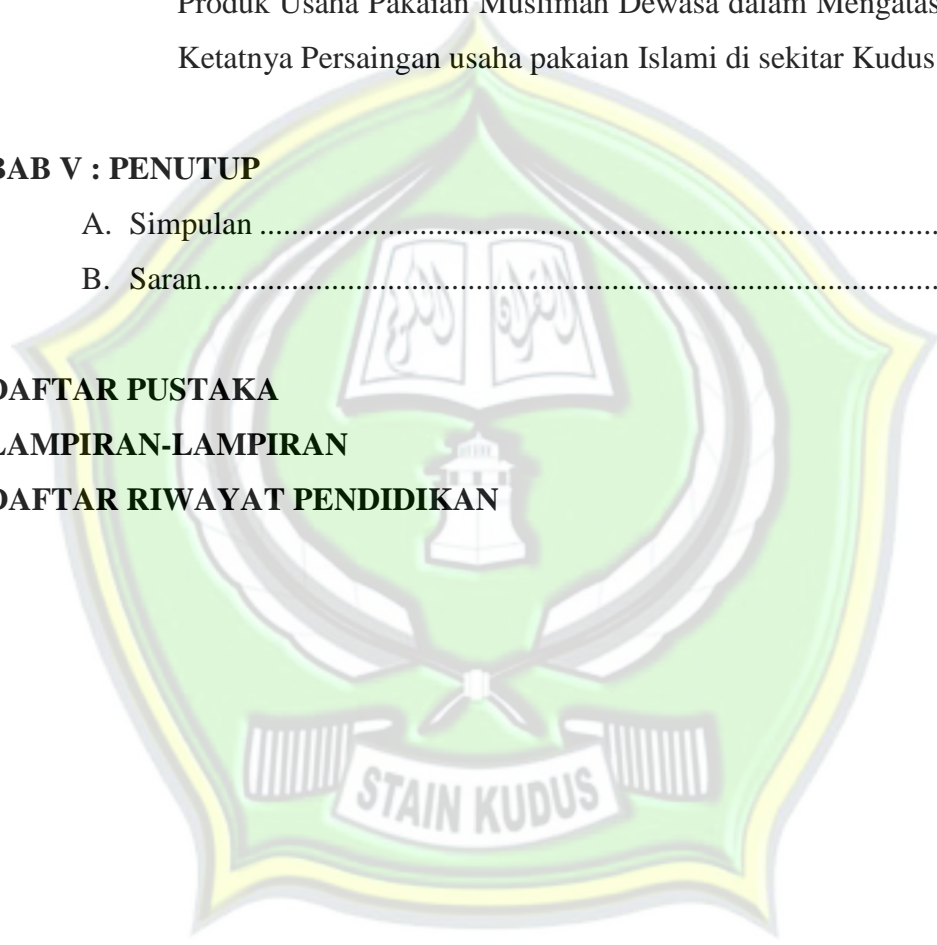 Produk Usaha Pakaian Muslimah Dewasa dalam Mengatas
Ketatnya Persaingan usaha pakaian Islami di sekitar Kudus
BAB V : PENUTUP
A. Simpulan ........................................................................................
B. Saran...............................................................................................
DAFTAR PUSTAKA
LAMPIRAN-LAMPIRAN
DAFTAR RIWAYAT PENDIDIKAN
STAIN KUDUS